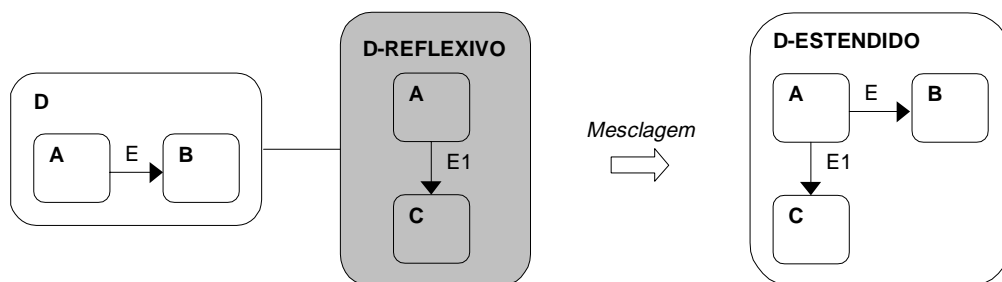 D
A
E
B
D-REFLEXIVO
A
E1
C
Mesclagem
D-ESTENDIDO
A
E
B
E1
C